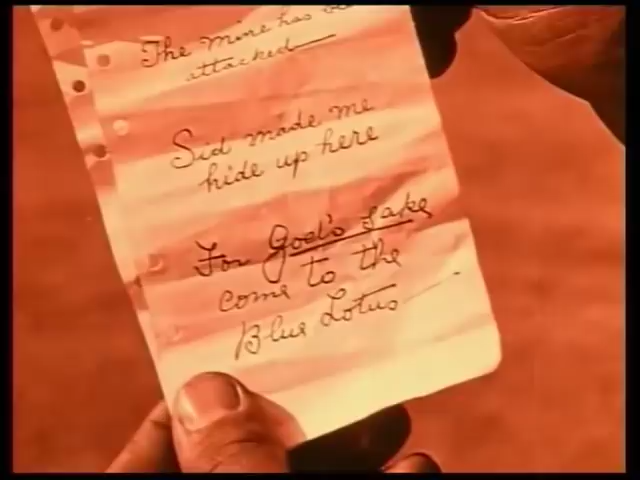 The mine has
attacked
Sid made me
hide up here
For God's sake
come to the
Blue Lotus